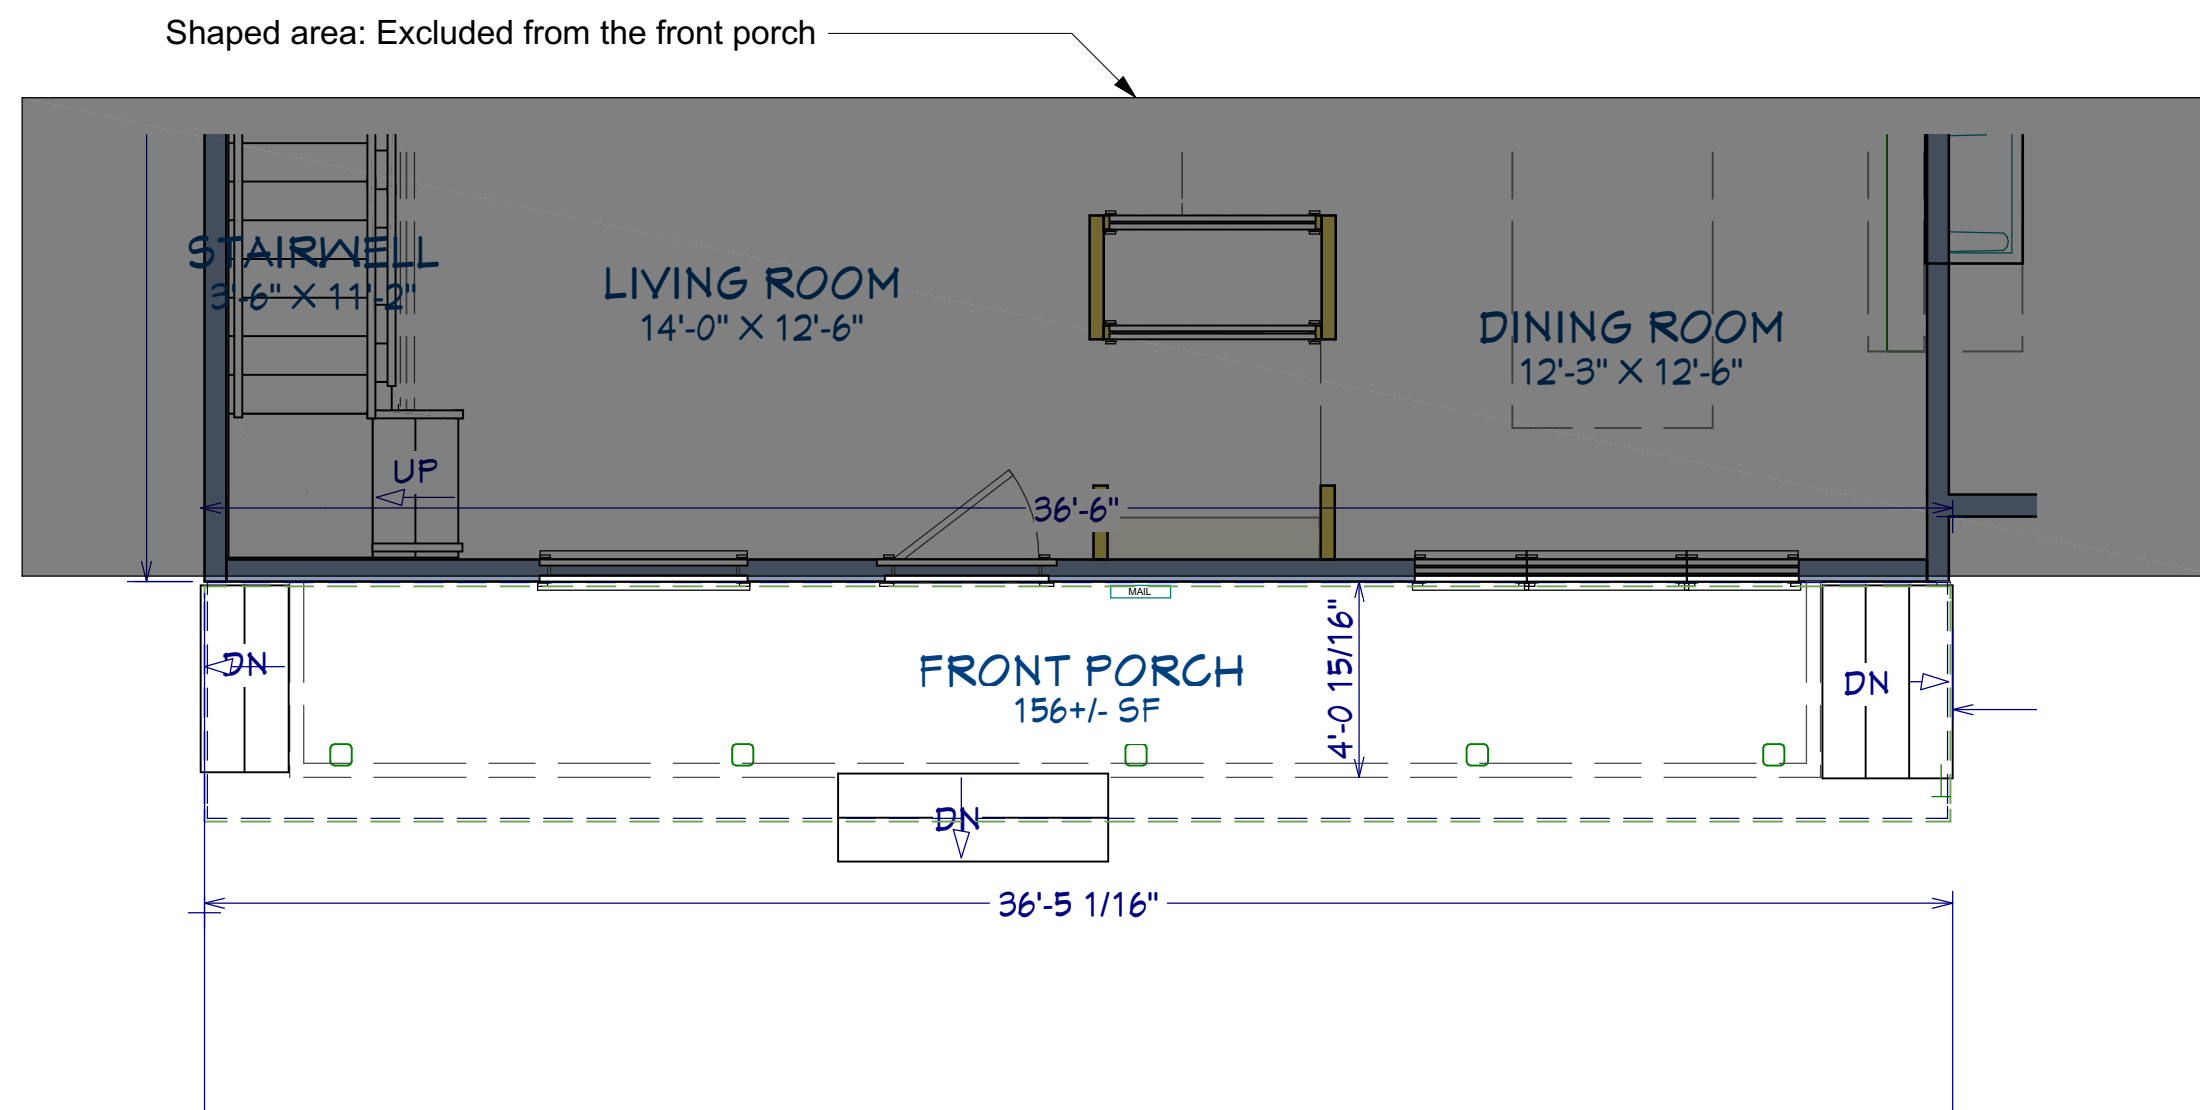 Shaped area: Excluded from the front porch
STAIRWELL
3'-6" X 11'-2"
LIVING ROOM
14'-0" X 12'-6"
DINING ROOM
12'-3" X 12'-6"
UP
36'-6"
MAIL
DN
FRONT PORCH
156+/- SF
4'-0 15/16"
DN
DN
36'-5 1/16"